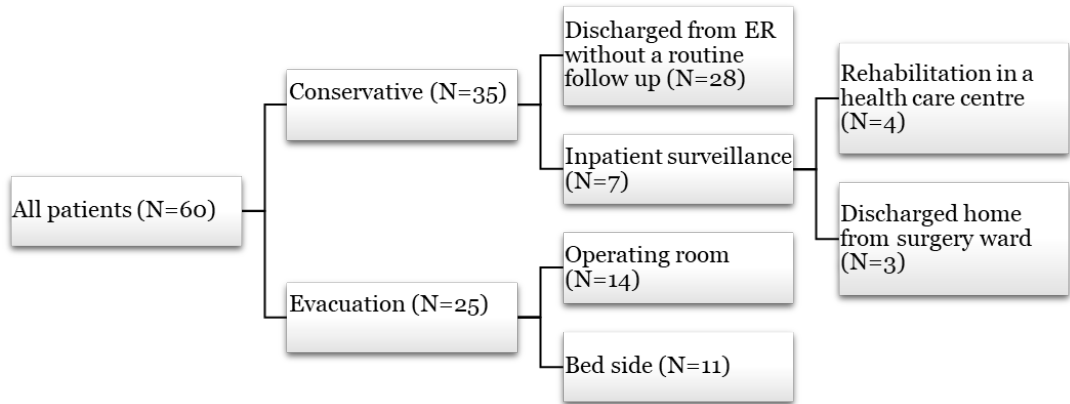 All patients (N=60)
Conservative (N=35)
Discharged from ER
without a routine
follow up (N=28)
Inpatient surveillance
(N=7)
Rehabilitation in a
health care centre
(N=4)
Discharged home
from surgery ward
(N=3)
Evacuation (N=25)
Operating room
(N=14)
Bed side (N=11)